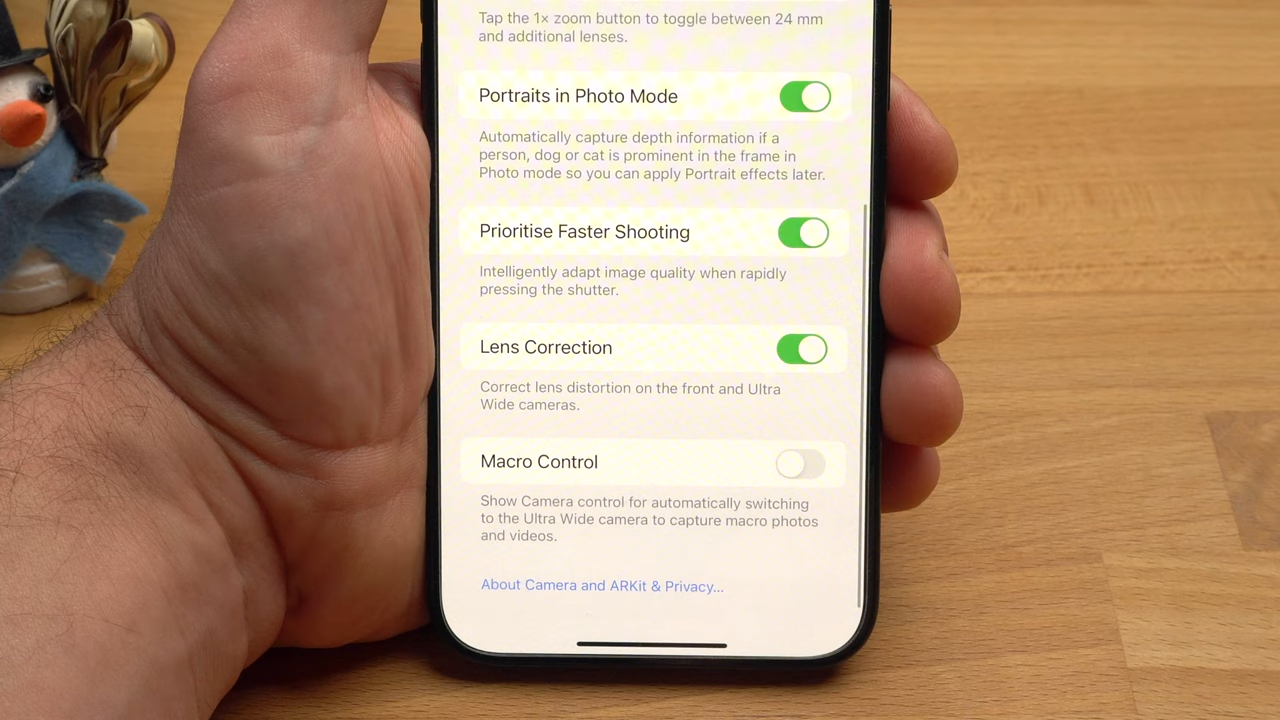 Tap the 1× zoom button to toggle between 24 mm
and additional lenses.
Portraits in Photo Mode
Automatically capture depth information if a
person, dog or cat is prominent in the frame in
Photo mode so you can apply Portrait effects later.
Prioritise Faster Shooting
Intelligently adapt image quality when rapidly
pressing the shutter.
Lens Correction
Correct lens distortion on the front and Ultra
Wide cameras.
Macro Control
Show Camera control for automatically switching
to the Ultra Wide camera to capture macro photos
and videos.
About Camera and ARKit & Privacy...